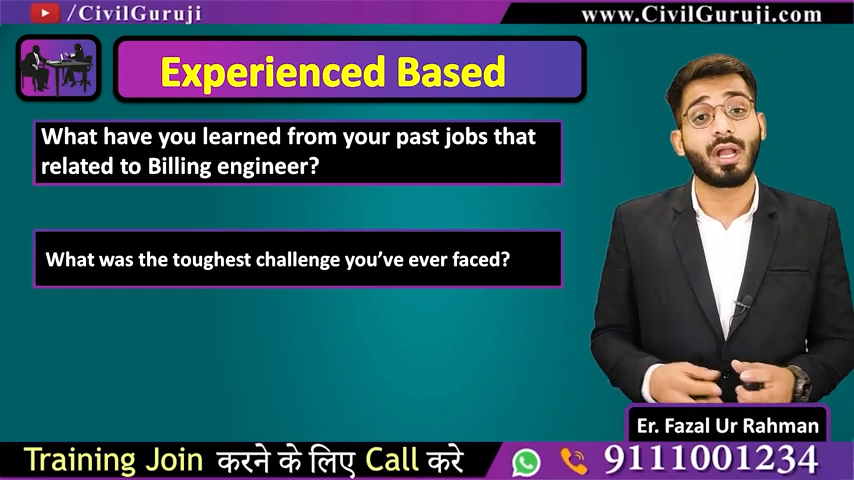 /CivilGuruji
www.CivilGuruji.com
Experienced Based
What have you learned from your past jobs that
related to Billing engineer?
What was the toughest challenge you've ever faced?
Er. Fazal Ur Rahman
Training Join करने के लिए Call करे
9111001234